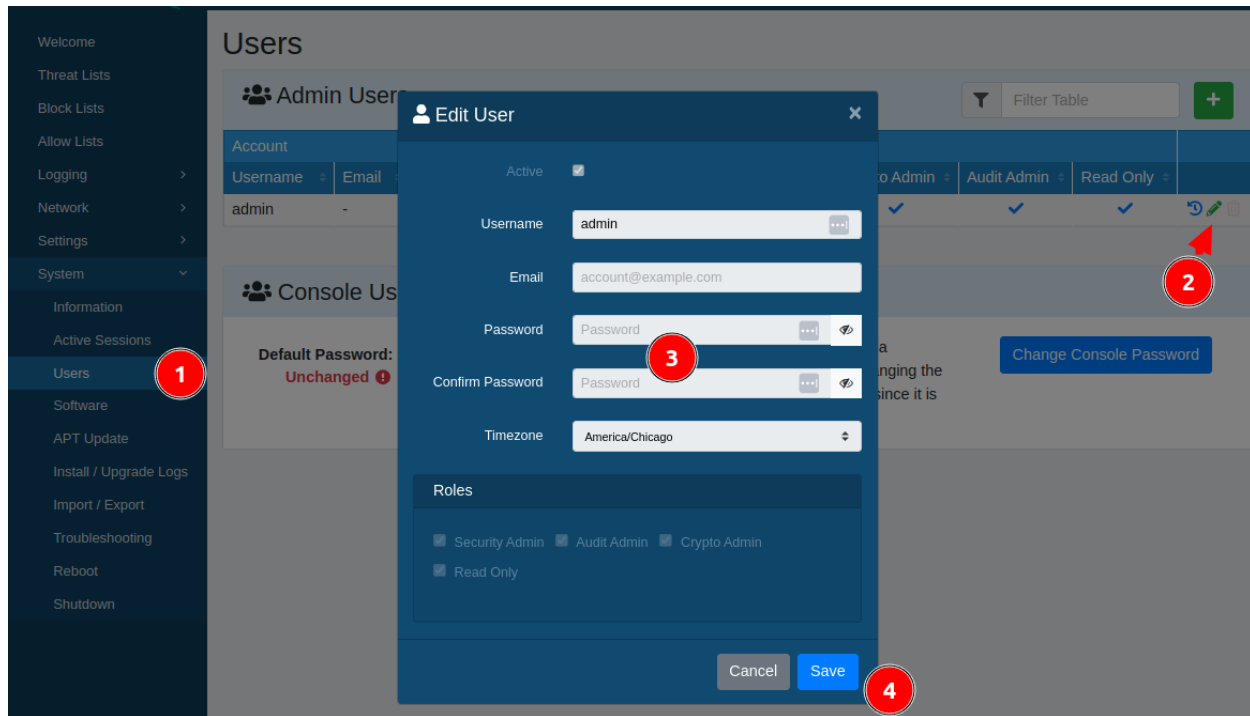 Welcome
Threat Lists
Block Lists
Allow Lists
Logging
Network
Settings
System
Information
Active Sessions
Users
1
Software
APT Update
Install / Upgrade Logs
Import / Export
Troubleshooting
Reboot
Shutdown
Users
Admin Users
Filter Table
+
Account
Username Email
o Admin Audit Admin Read Only
admin -
2
Console Us
Default Password:
Unchanged
a
nging the
since it is
Change Console Password
Edit User
×
Active
Username admin
Email account@example.com
Password Password
3
Confirm Password Password
Timezone America/Chicago
Roles
Security Admin Audit Admin Crypto Admin
Read Only
Cancel Save
4